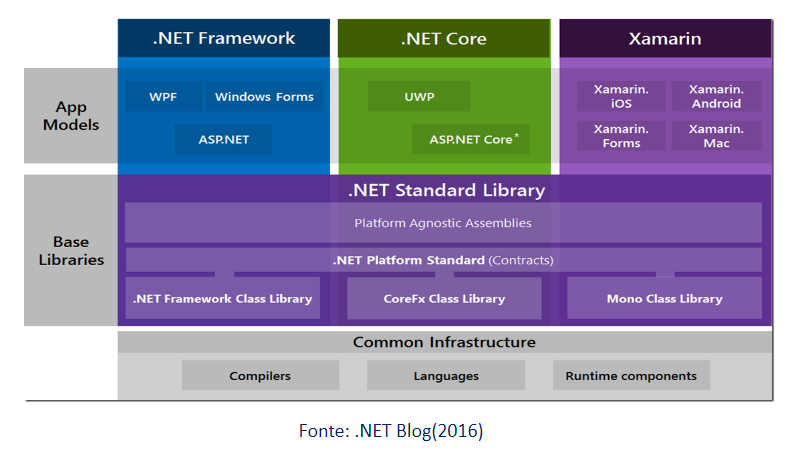 .NET Framework
.NET Core
Xamarin
App
Models
WPF
Windows Forms
ASP.NET
UWP
ASP.NET Core*
Xamarin.
iOS
Xamarin.
Android
Xamarin.
Forms
Xamarin.
Mac
Base
Libraries
.NET Standard Library
Platform Agnostic Assemblies
.NET Platform Standard (Contracts)
.NET Framework Class Library
CoreFx Class Library
Mono Class Library
Common Infrastructure
Compilers
Languages
Runtime components
Fonte: .NET Blog(2016)